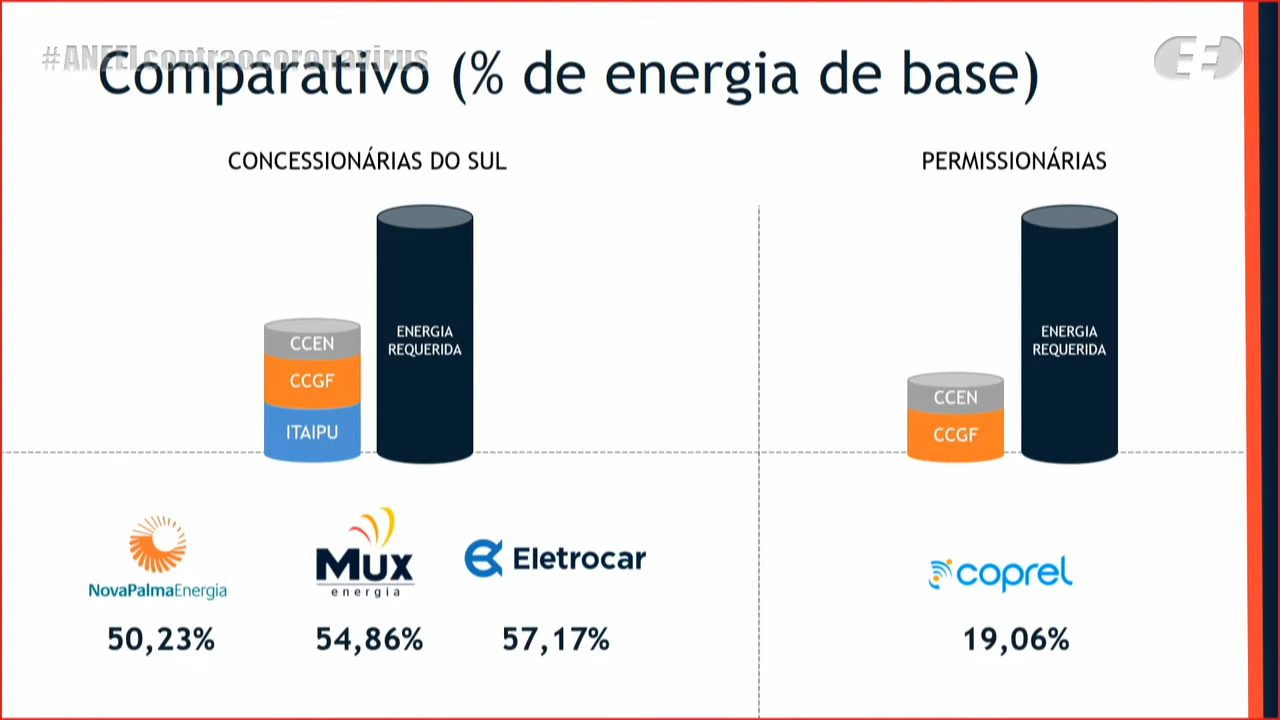 #ANEELcontraocoronavirus
Comparativo (% de energia de base)
CONCESSIONÁRIAS DO SUL
PERMISSIONÁRIAS
CCEN
CCGF
ITAIPU
ENERGIA
REQUERIDA
CCEN
CCGF
ENERGIA
REQUERIDA
NovaPalmaEnergia
Mux
energia
Eletrocar
coprel
50,23%
54,86%
57,17%
19,06%